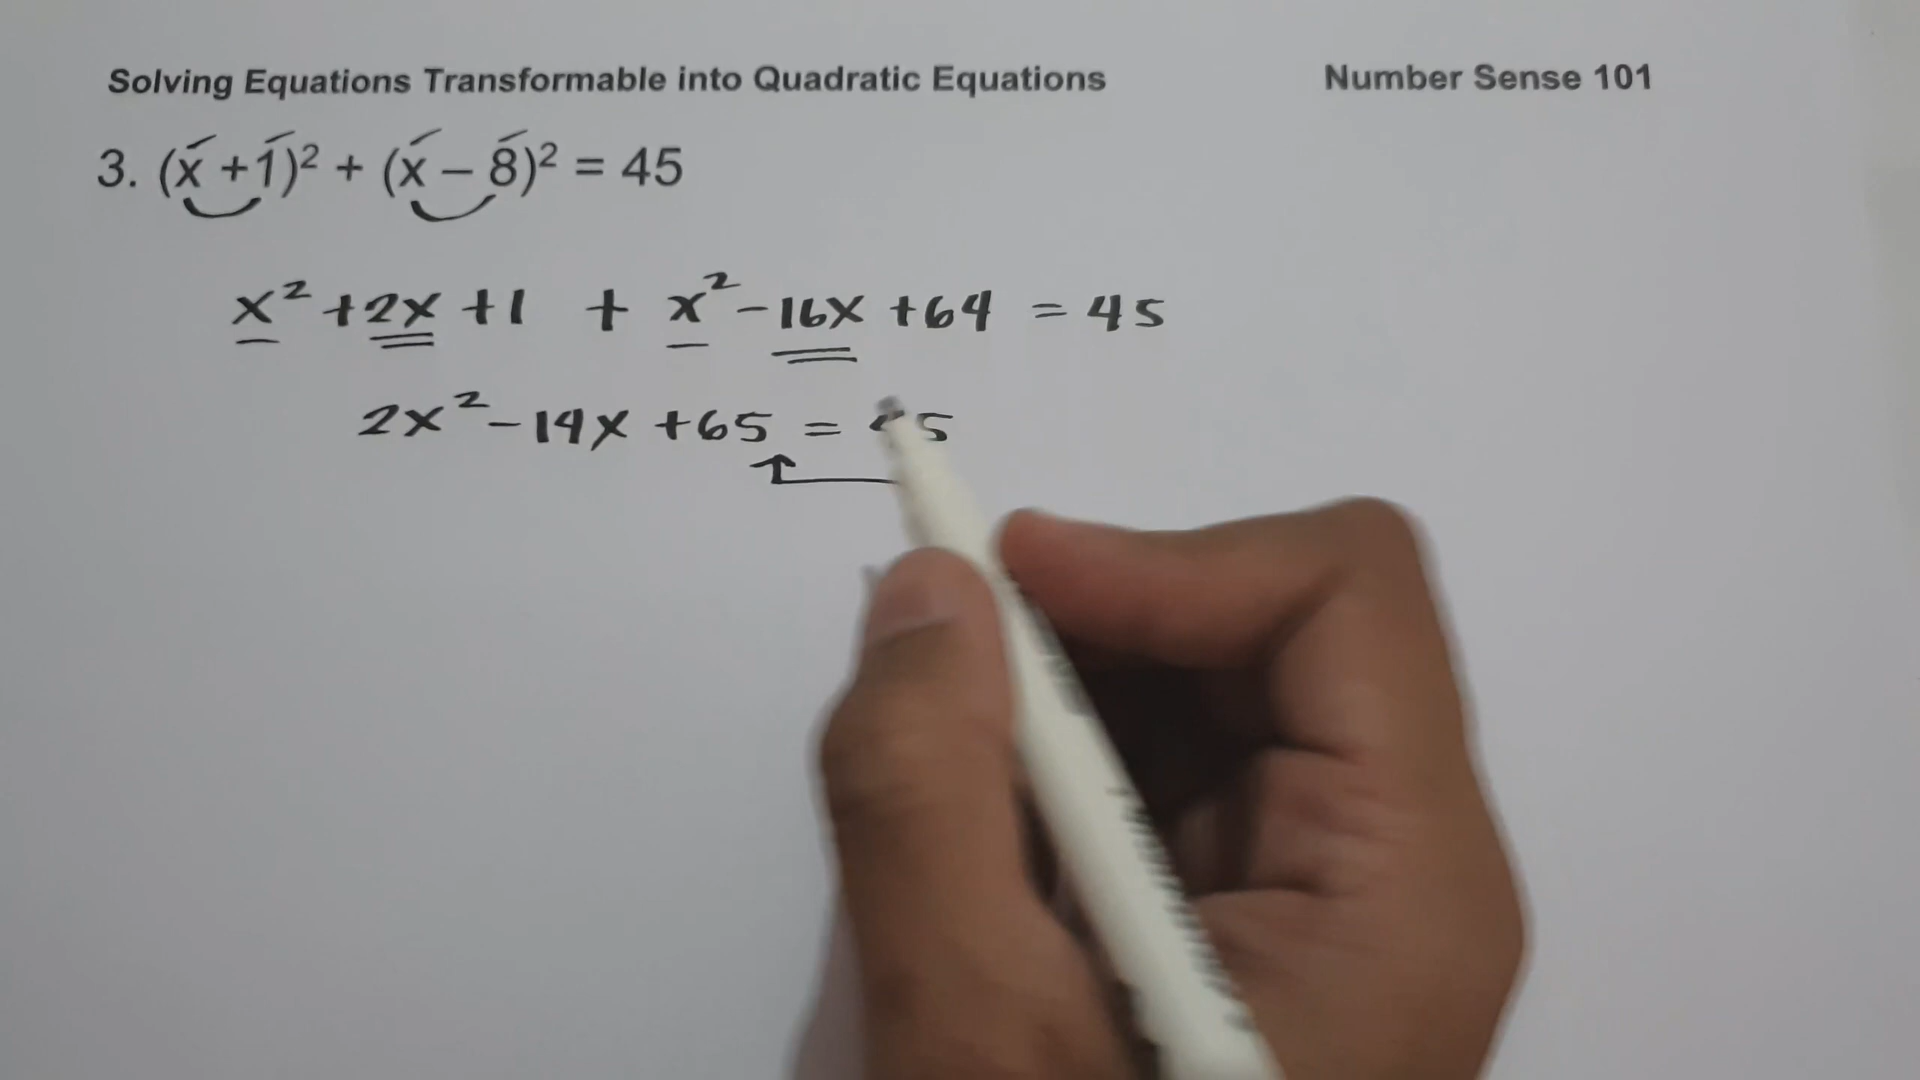 Solving Equations Transformable into Quadratic Equations Number Sense 101
3. (x + 1)² + (x – 8)² = 45
x² + 2x + 1 + x² - 16x + 64 = 45
2x² - 14x + 65 = 45